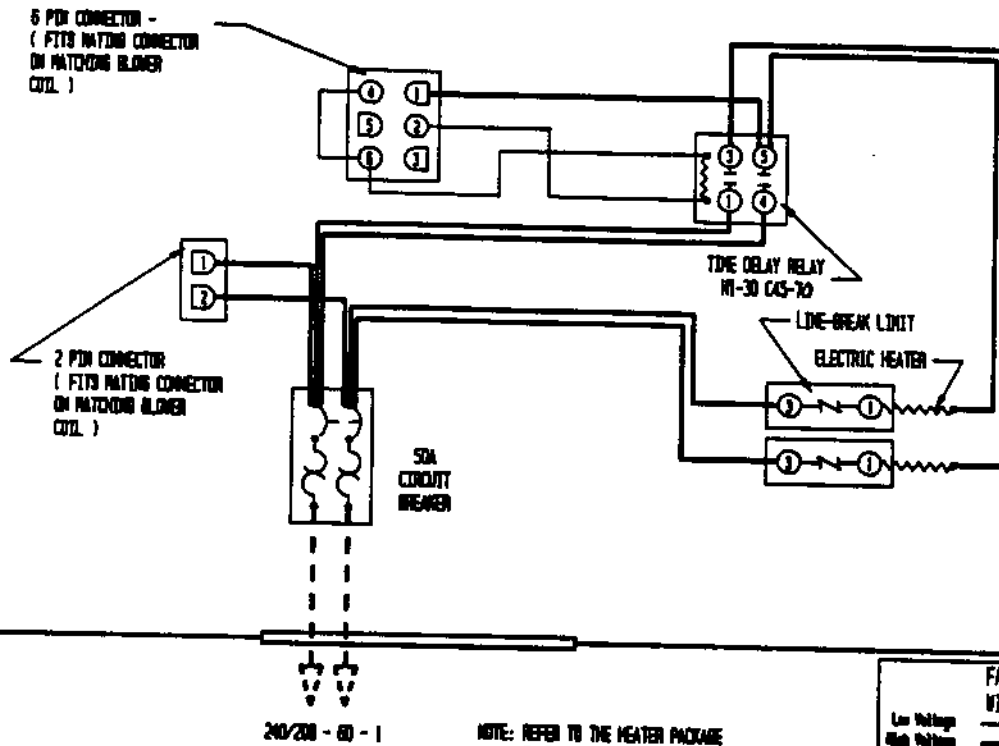 6 PIN CONNECTOR -
( FITS MATING CONNECTOR
ON MATCHING BLOWER
COIL )
4 1
5 2
6 3
3 5
1 4
TIME DELAY RELAY
1
2
LINE-BREAK LIMIT
ELECTRIC HEATER
2 PIN CONNECTOR
( FITS MATING CONNECTOR
ON MATCHING BLOWER
COIL )
3 1
3 1
50A
CIRCUIT
BREAKER
240/208 - 60 - 1
NOTE: REFER TO THE HEATER PACKAGE
Low Voltage
High Voltage